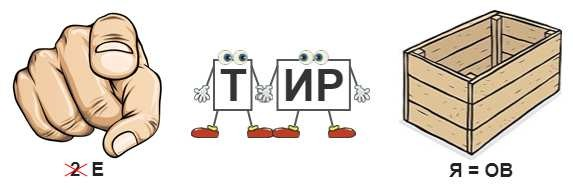 Т ИР
2 Е Я = ОВ